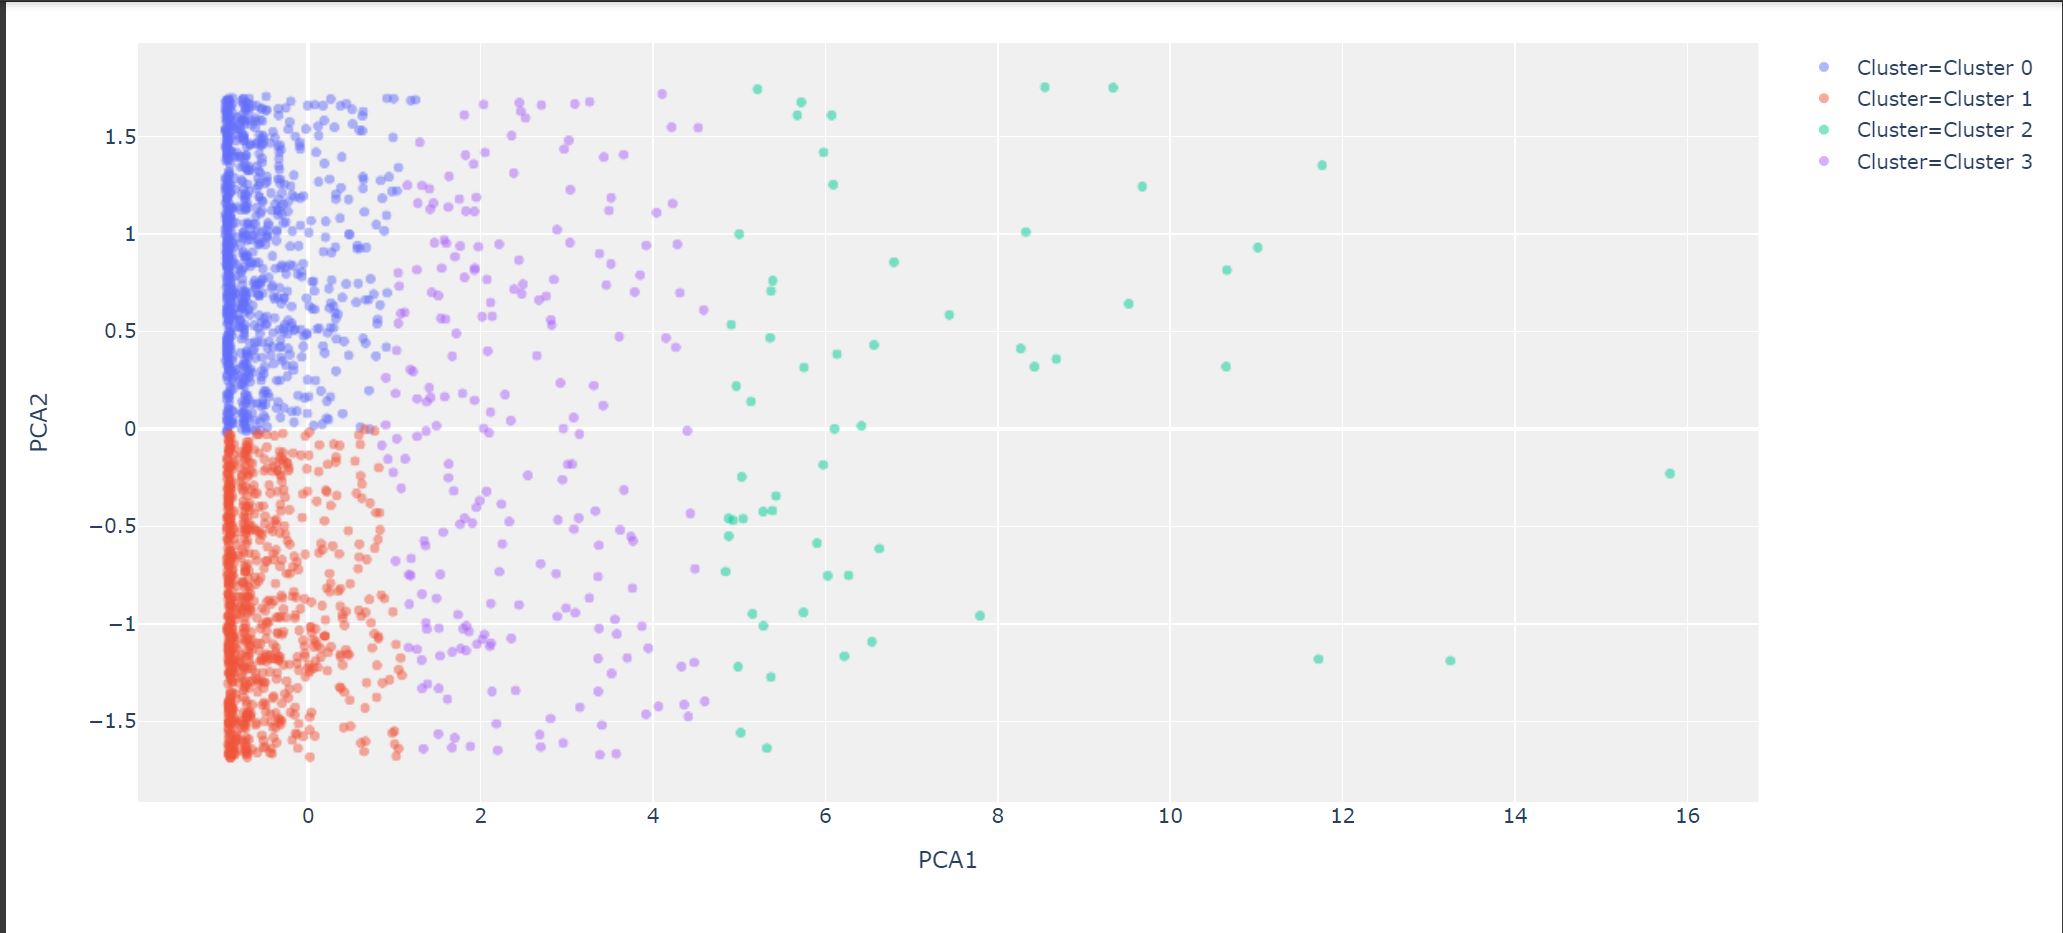 Cluster=Cluster 0
Cluster=Cluster 1
Cluster=Cluster 2
Cluster=Cluster 3
1.5
1
0.5
0
−0.5
−1
−1.5
PCA2
0 2 4 6 8 10 12 14 16
PCA1